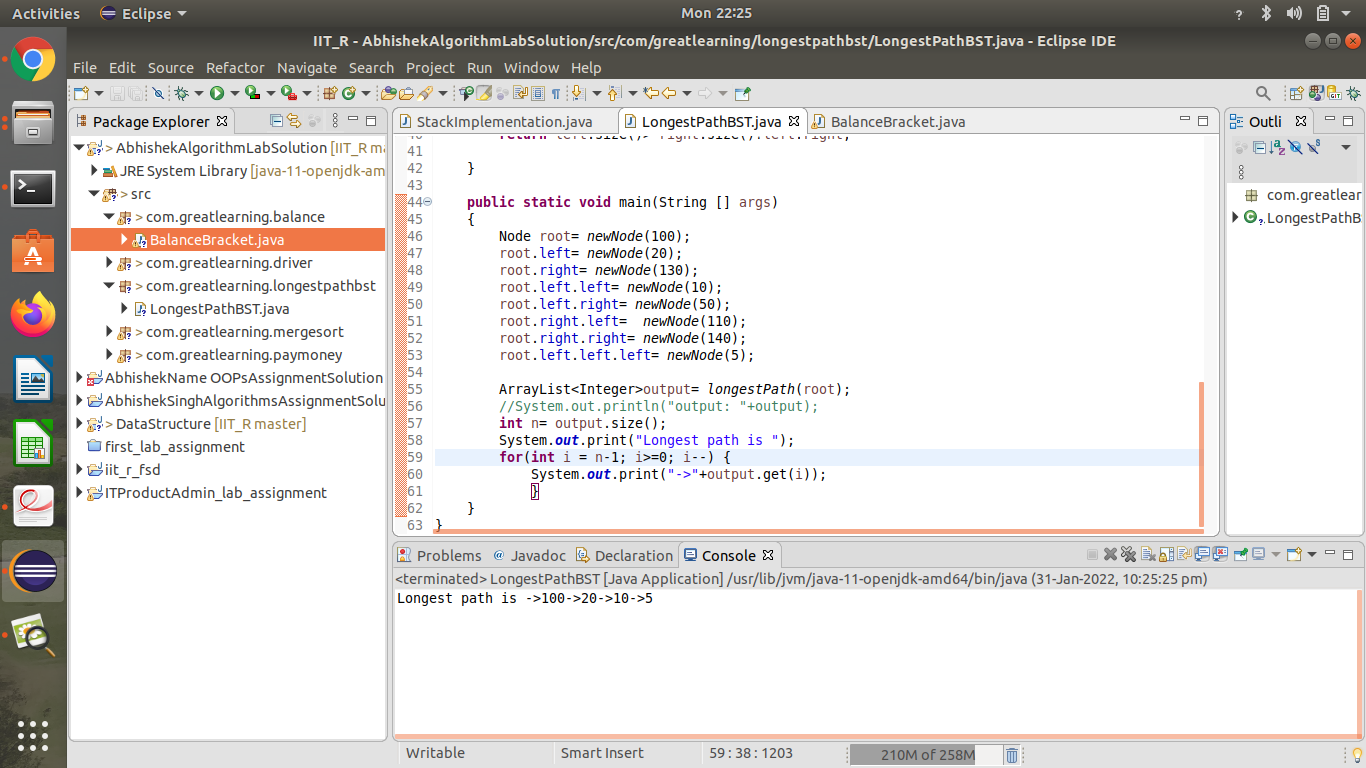 Activities Eclipse Mon 22:25 ?
IIT_R - AbhishekAlgorithmLabSolution/src/com/greatlearning/longestpathbst/LongestPathBST.java - Eclipse IDE
File Edit Source Refactor Navigate Search Project Run Window Help
Package Explorer
> AbhishekAlgorithmLabSolution [IIT_R ma
JRE System Library [java-11-openjdk-am
> src
> com.greatlearning.balance
BalanceBracket.java
> com.greatlearning.driver
> com.greatlearning.longestpathbst
LongestPathBST.java
> com.greatlearning.mergesort
> com.greatlearning.paymoney
AbhishekName OOPsAssignmentSolution
AbhishekSinghAlgorithmsAssignmentSolu
> DataStructure [IIT_R master]
first_lab_assignment
iit_r_fsd
ITProductAdmin_lab_assignment
StackImplementation.java LongestPathBST.java BalanceBracket.java
40 return left.size()> right.size()?left:right;
41
42 }
43
44 public static void main(String [] args)
45 {
46 Node root= newNode(100);
47 root.left= newNode(20);
48 root.right= newNode(130);
49 root.left.left= newNode(10);
50 root.left.right= newNode(50);
51 root.right.left=  newNode(110);
52 root.right.right= newNode(140);
53 root.left.left.left= newNode(5);
54
55 ArrayList<Integer>output= longestPath(root);
56 //System.out.println("output: "+output);
57 int n= output.size();
58 System.out.print("Longest path is ");
59 for(int i = n-1; i>=0; i--) {
60 System.out.print("->"+output.get(i));
61 }
62 }
63 }
Outli
com.greatlear
LongestPathB
Problems @ Javadoc Declaration Console
<terminated> LongestPathBST [Java Application] /usr/lib/jvm/java-11-openjdk-amd64/bin/java (31-Jan-2022, 10:25:25 pm)
Longest path is ->100->20->10->5
Writable Smart Insert 59 : 38 : 1203 210M of 258M